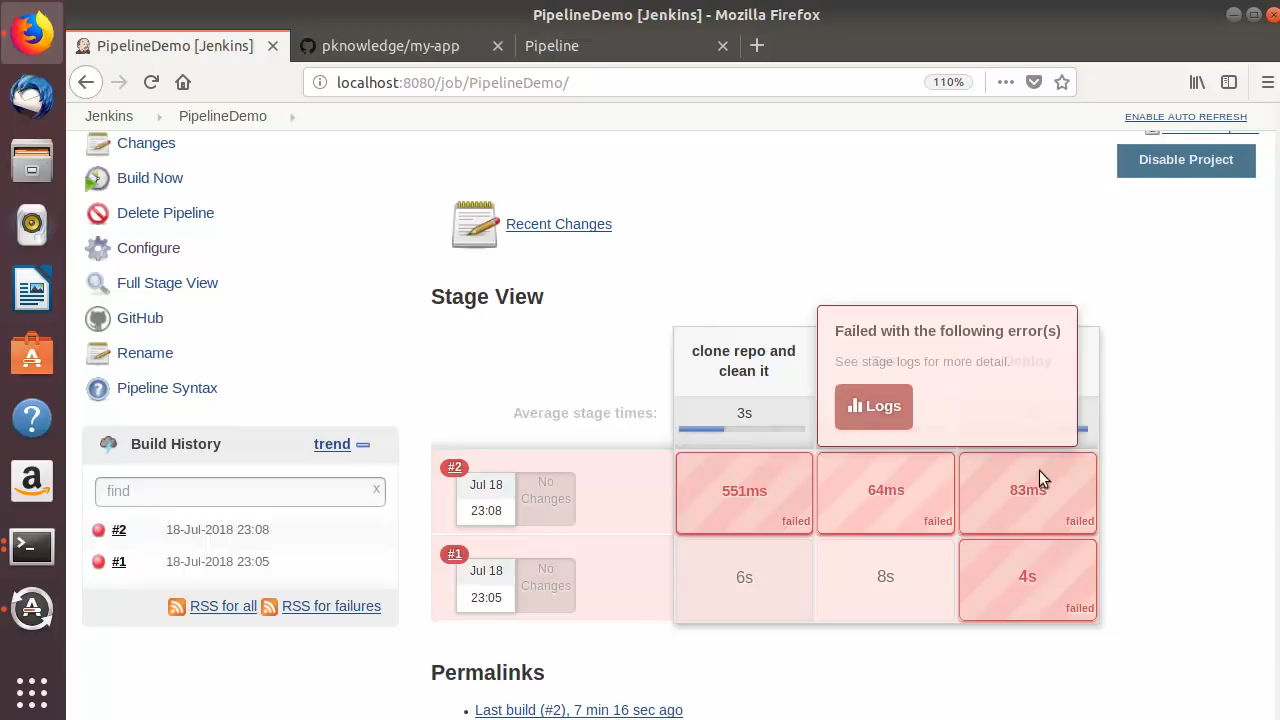 PipelineDemo [Jenkins] - Mozilla Firefox
PipelineDemo [Jenkins]
pknowledge/my-app
Pipeline
localhost:8080/job/PipelineDemo/
110%
Jenkins
PipelineDemo
ENABLE AUTO REFRESH
Changes
Build Now
Delete Pipeline
Configure
Full Stage View
GitHub
Rename
Pipeline Syntax
Disable Project
Recent Changes
Stage View
clone repo and
clean it
Deploy
Failed with the following error(s)
See stage logs for more detail.
Logs
Average stage times:
3s
#2
Jul 18
23:08
No
Changes
551ms
failed
64ms
failed
83ms
failed
#1
Jul 18
23:05
No
Changes
6s
8s
4s
failed
Build History
trend
find
x
#2
18-Jul-2018 23:08
#1
18-Jul-2018 23:05
RSS for all
RSS for failures
Permalinks
Last build (#2), 7 min 16 sec ago